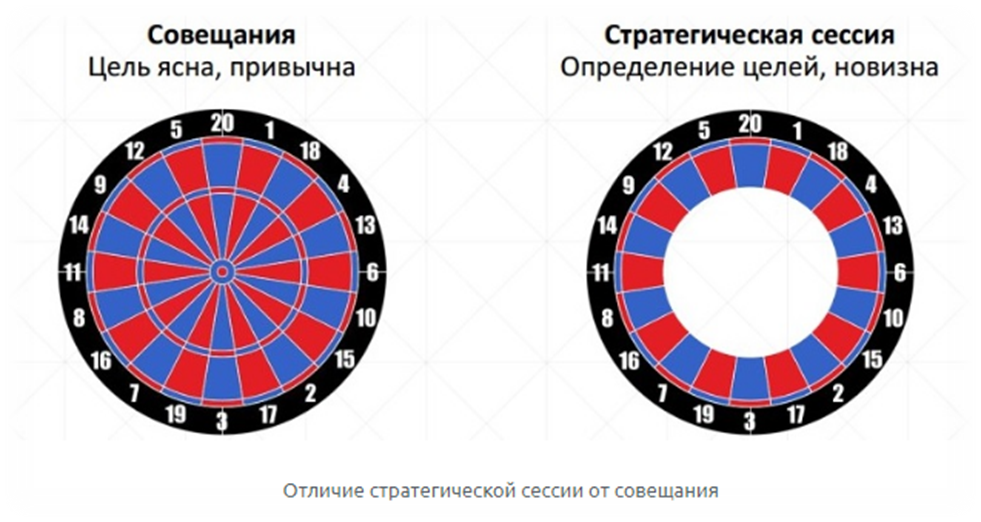 Совещания
Цель ясна, привычна
Стратегическая сессия
Определение целей, новизна
20 1 18 4 13 6 10 15 2 17 3 19 7 16 8 11 14 9 12 5
20 1 18 4 13 6 10 15 2 17 3 19 7 16 8 11 14 9 12 5
Отличие стратегической сессии от совещания